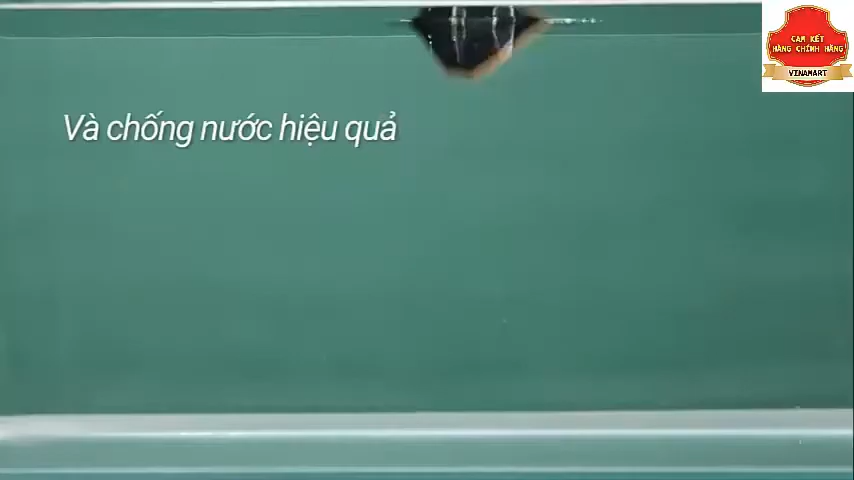 Và chống nước hiệu quả
CAM KẾT
HÀNG CHÍNH HÃNG
VINAMART